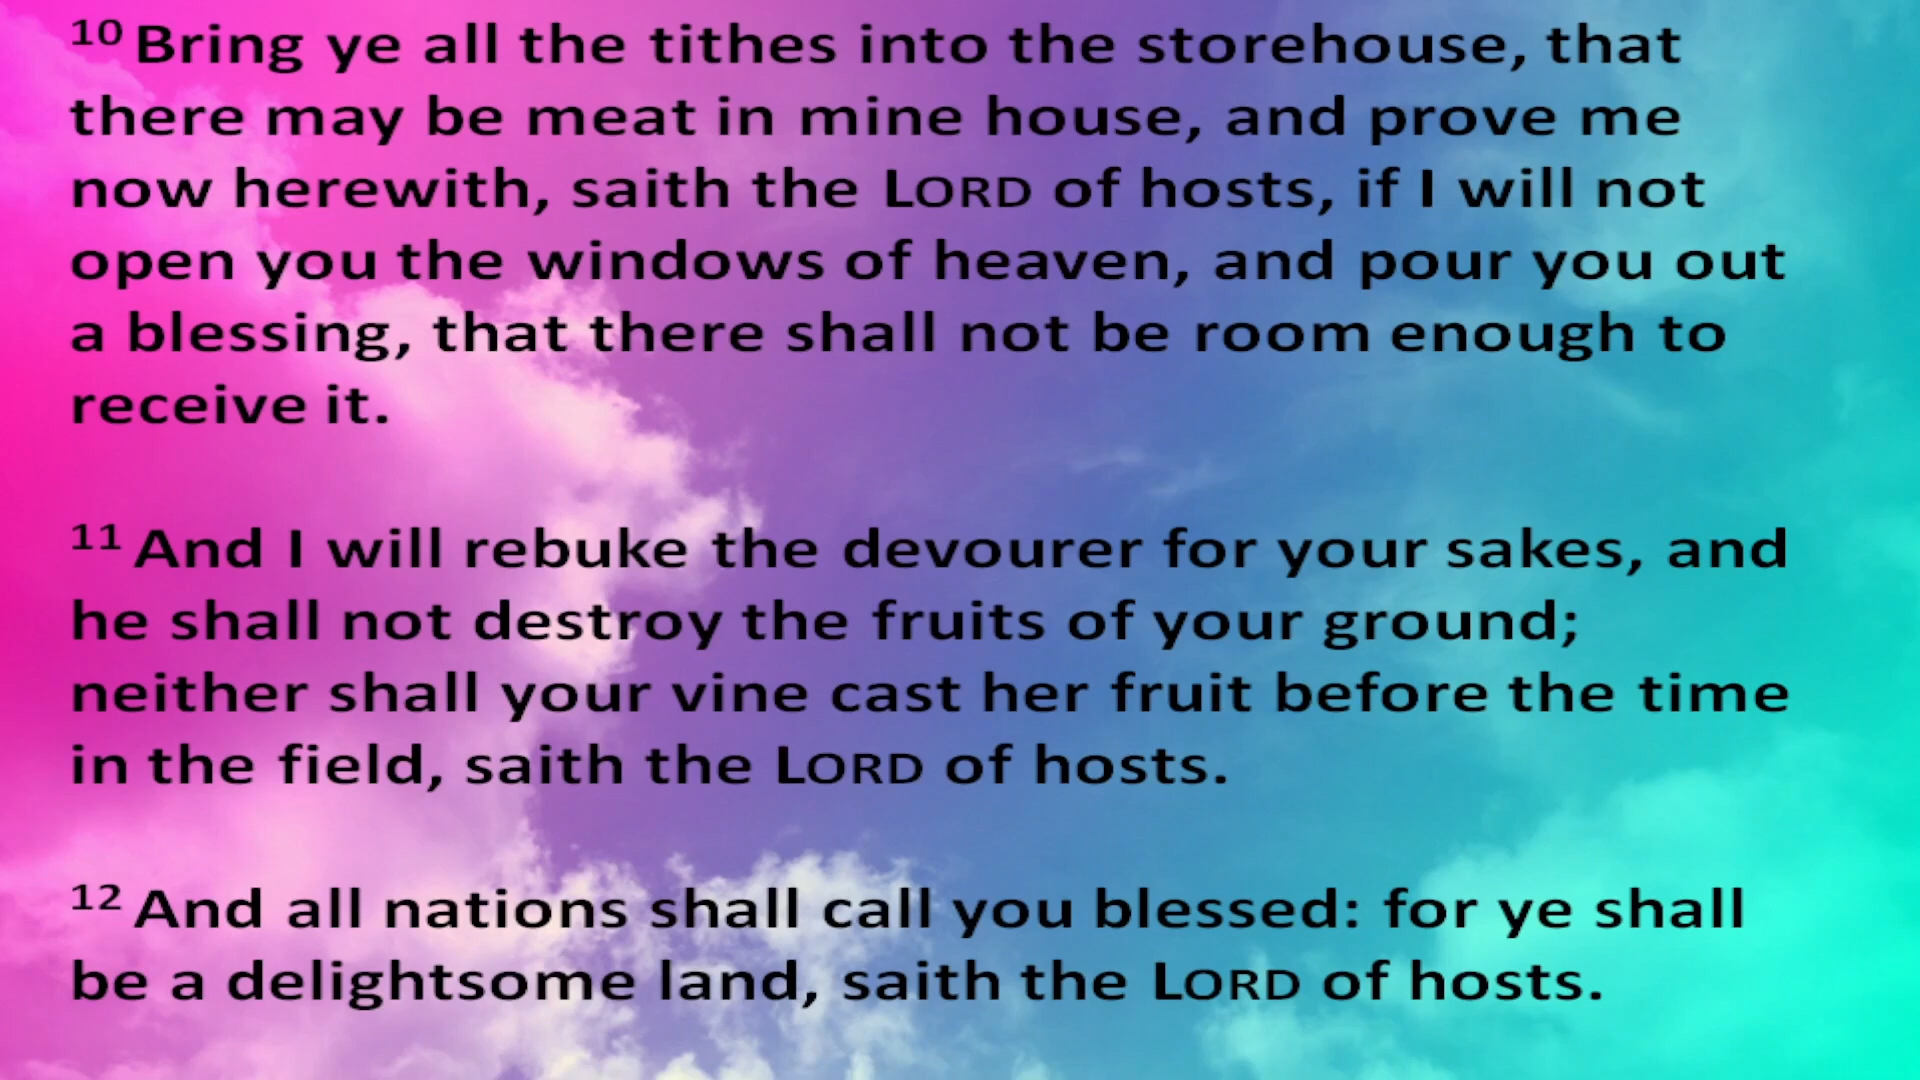 10 Bring ye all the tithes into the storehouse, that
there may be meat in mine house, and prove me
now herewith, saith the LORD of hosts, if I will not
open you the windows of heaven, and pour you out
a blessing, that there shall not be room enough to
receive it.
11 And I will rebuke the devourer for your sakes, and
he shall not destroy the fruits of your ground;
neither shall your vine cast her fruit before the time
in the field, saith the LORD of hosts.
12 And all nations shall call you blessed: for ye shall
be a delightsome land, saith the LORD of hosts.